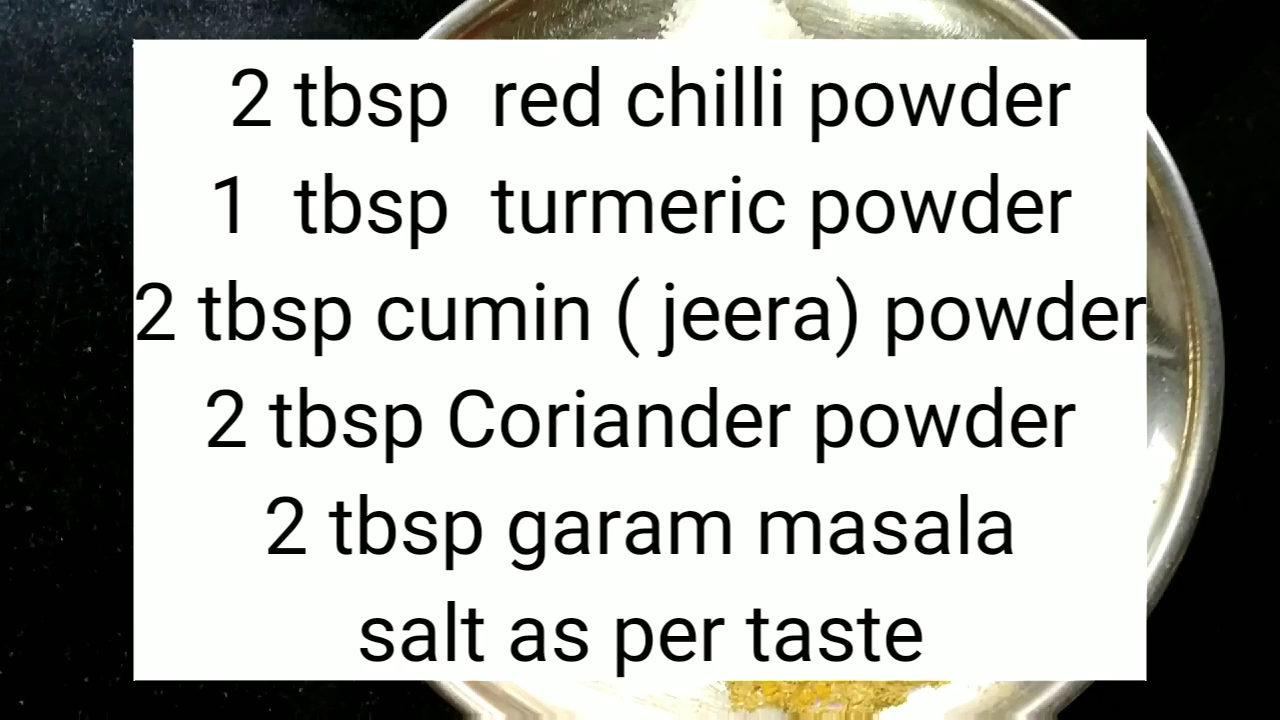 2 tbsp red chilli powder
1 tbsp turmeric powder
2 tbsp cumin ( jeera) powder
2 tbsp Coriander powder
2 tbsp garam masala
salt as per taste